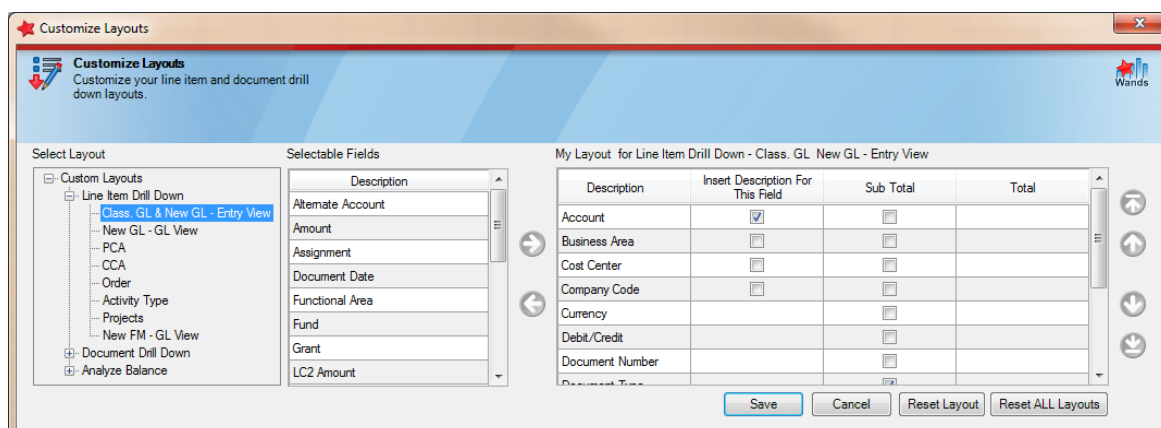 Customize Layouts
Customize Layouts
Customize your line item and document drill
down layouts.
Wands
Select Layout
Custom Layouts
Line Item Drill Down
Class. GL & New GL - Entry View
New GL - GL View
PCA
CCA
Order
Activity Type
Projects
New FM - GL View
Document Drill Down
Analyze Balance
Selectable Fields
Description
Alternate Account
Amount
Assignment
Document Date
Functional Area
Fund
Grant
LC2 Amount
My Layout for Line Item Drill Down - Class. GL New GL - Entry View
Description Insert Description For This Field Sub Total Total
Account
Business Area
Cost Center
Company Code
Currency
Debit/Credit
Document Number
Document Type
Save Cancel Reset Layout Reset ALL Layouts